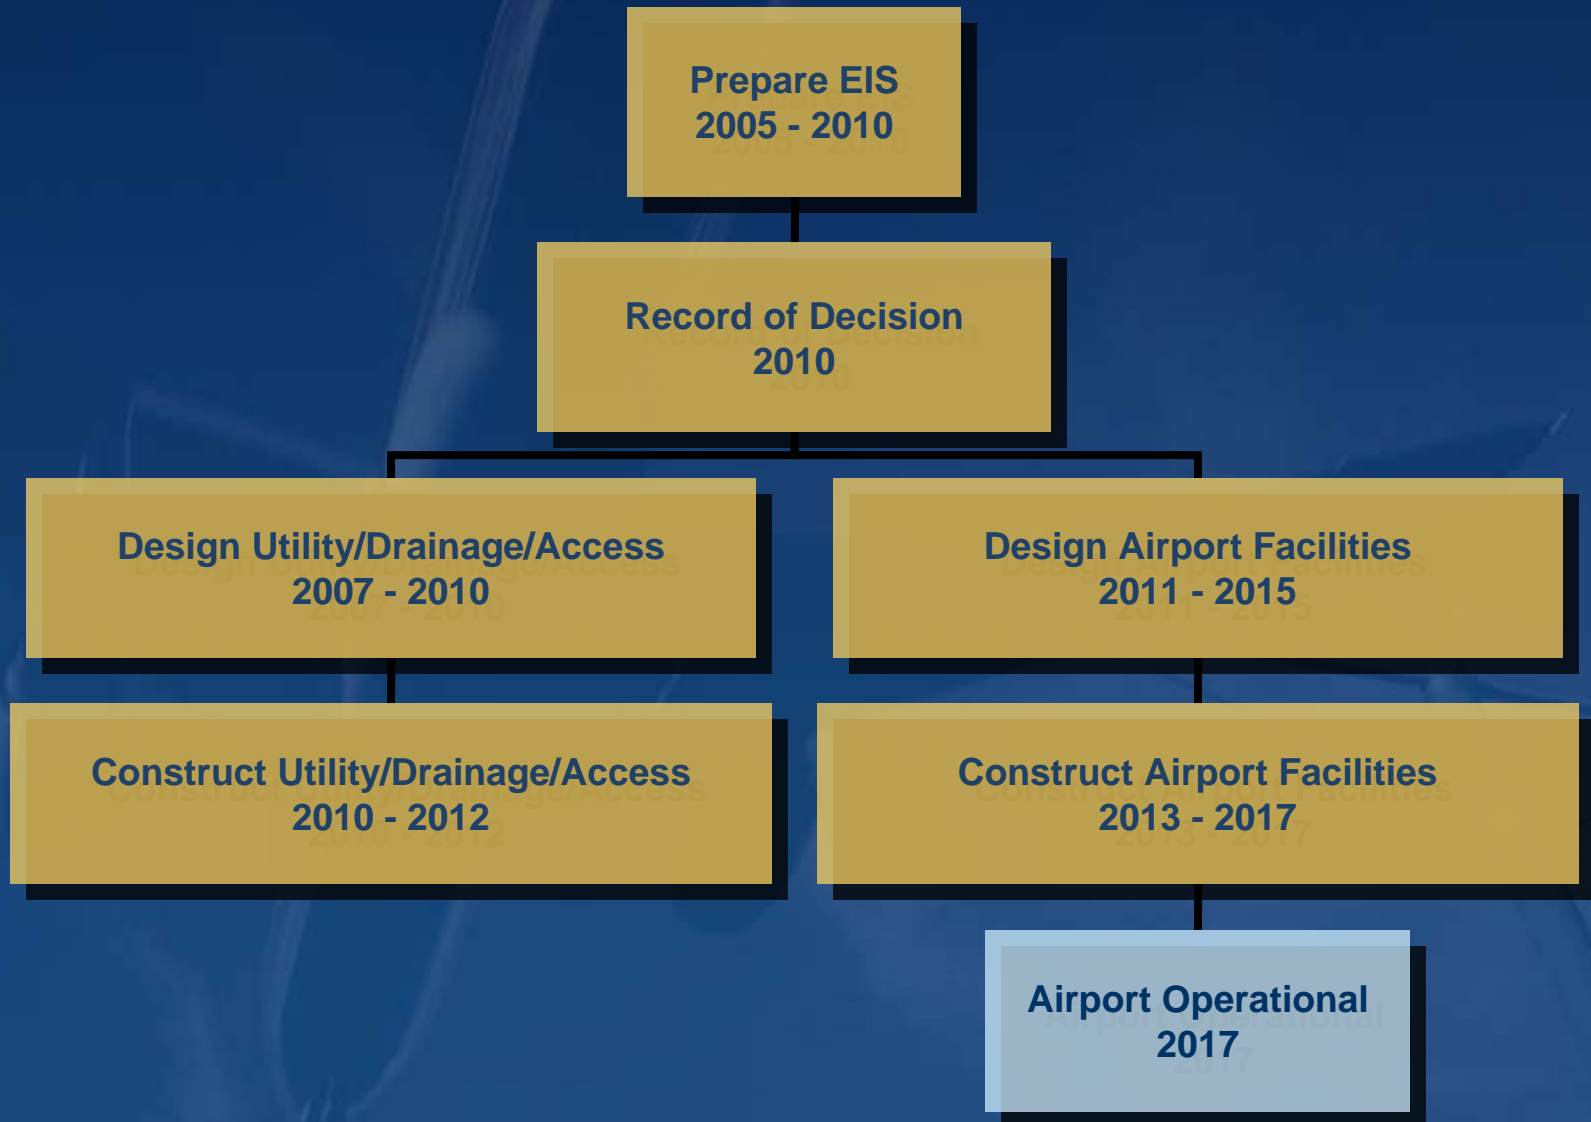 Prepare EIS
2005 - 2010
Record of Decision
2010
Design Utility/Drainage/Access
2007 - 2010
Design Airport Facilities
2011 - 2015
Construct Utility/Drainage/Access
2010 - 2012
Construct Airport Facilities
2013 - 2017
Airport Operational
2017